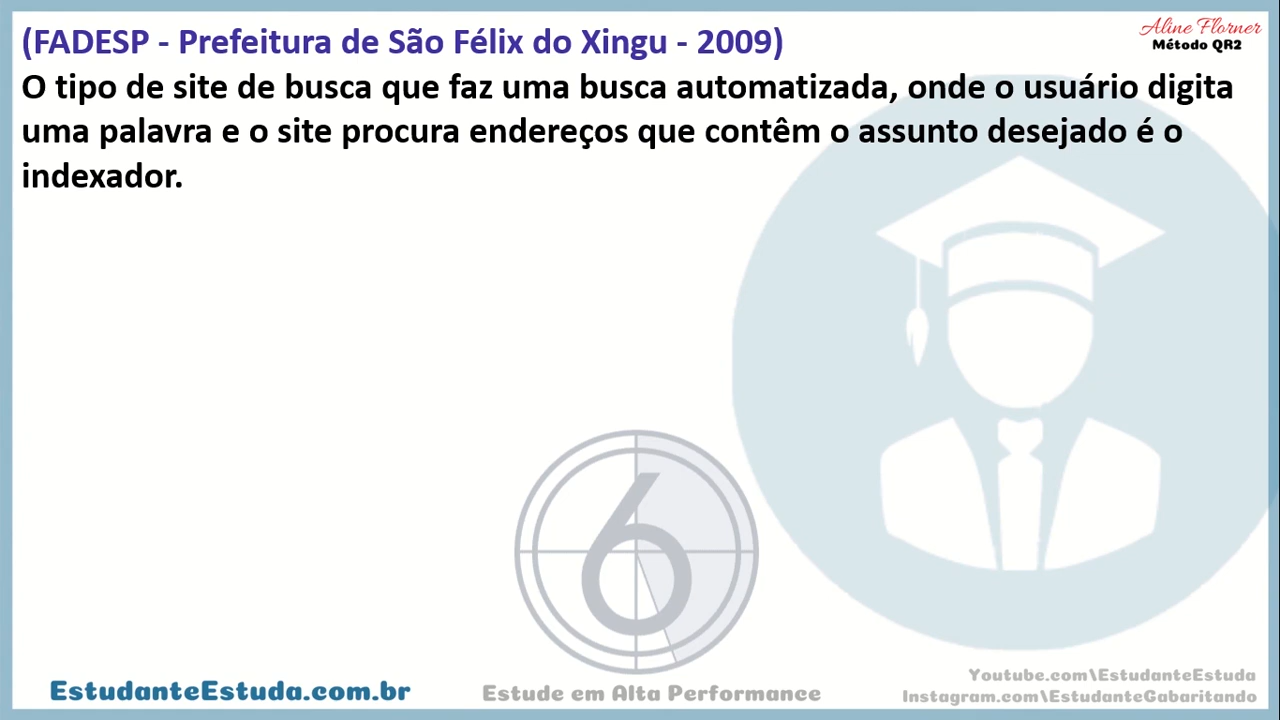 Aline Florner
Método QR2
(FADESP - Prefeitura de São Félix do Xingu - 2009)
O tipo de site de busca que faz uma busca automatizada, onde o usuário digita
uma palavra e o site procura endereços que contêm o assunto desejado é o
indexador.
6
EstudanteEstuda.com.br
Estude em Alta Performance
Youtube.com\EstudanteEstuda
Instagram.com\EstudanteGabaritando